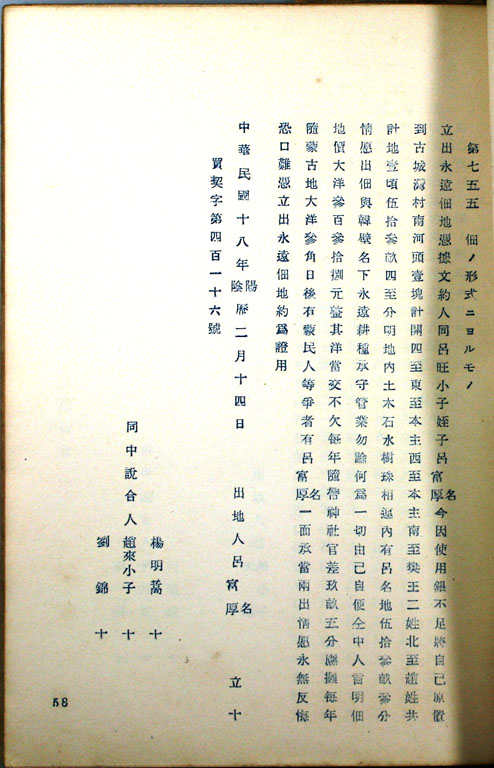 第七五五　佃ノ形式ニヨルモノ
立出永遠佃地憑據文約人同呂旺小子姪子呂富名厚今因使用銀不足將自己原置
到古城灣村南河頭壹塊計開四至東至本主西至本主南至樊王二姓北至趙姓共
計地壹頃伍拾參畝四至分明地內土木石水樹珠相連內有呂名地伍拾參畝參分
情愿出佃與韓璧名下永遠耕種承守管業勿論何爲一切由己自便仝中人言明佃
地價大洋參百參拾捌元整其洋當交不欠每年隨帶神社官差玖畝五分應攤每年
隨蒙古地大洋參角日後有蒙民人等爭者有呂富名厚一面承當兩出情愿永無反悔
恐口難憑立出永遠佃地約爲證用
中華民國十八年陽陰歷二月十四日　出地人呂富名厚　立十
買契字第四百一十六號
同中說合人　楊明蒿　十
趙來小子　十
劉錦　十
58